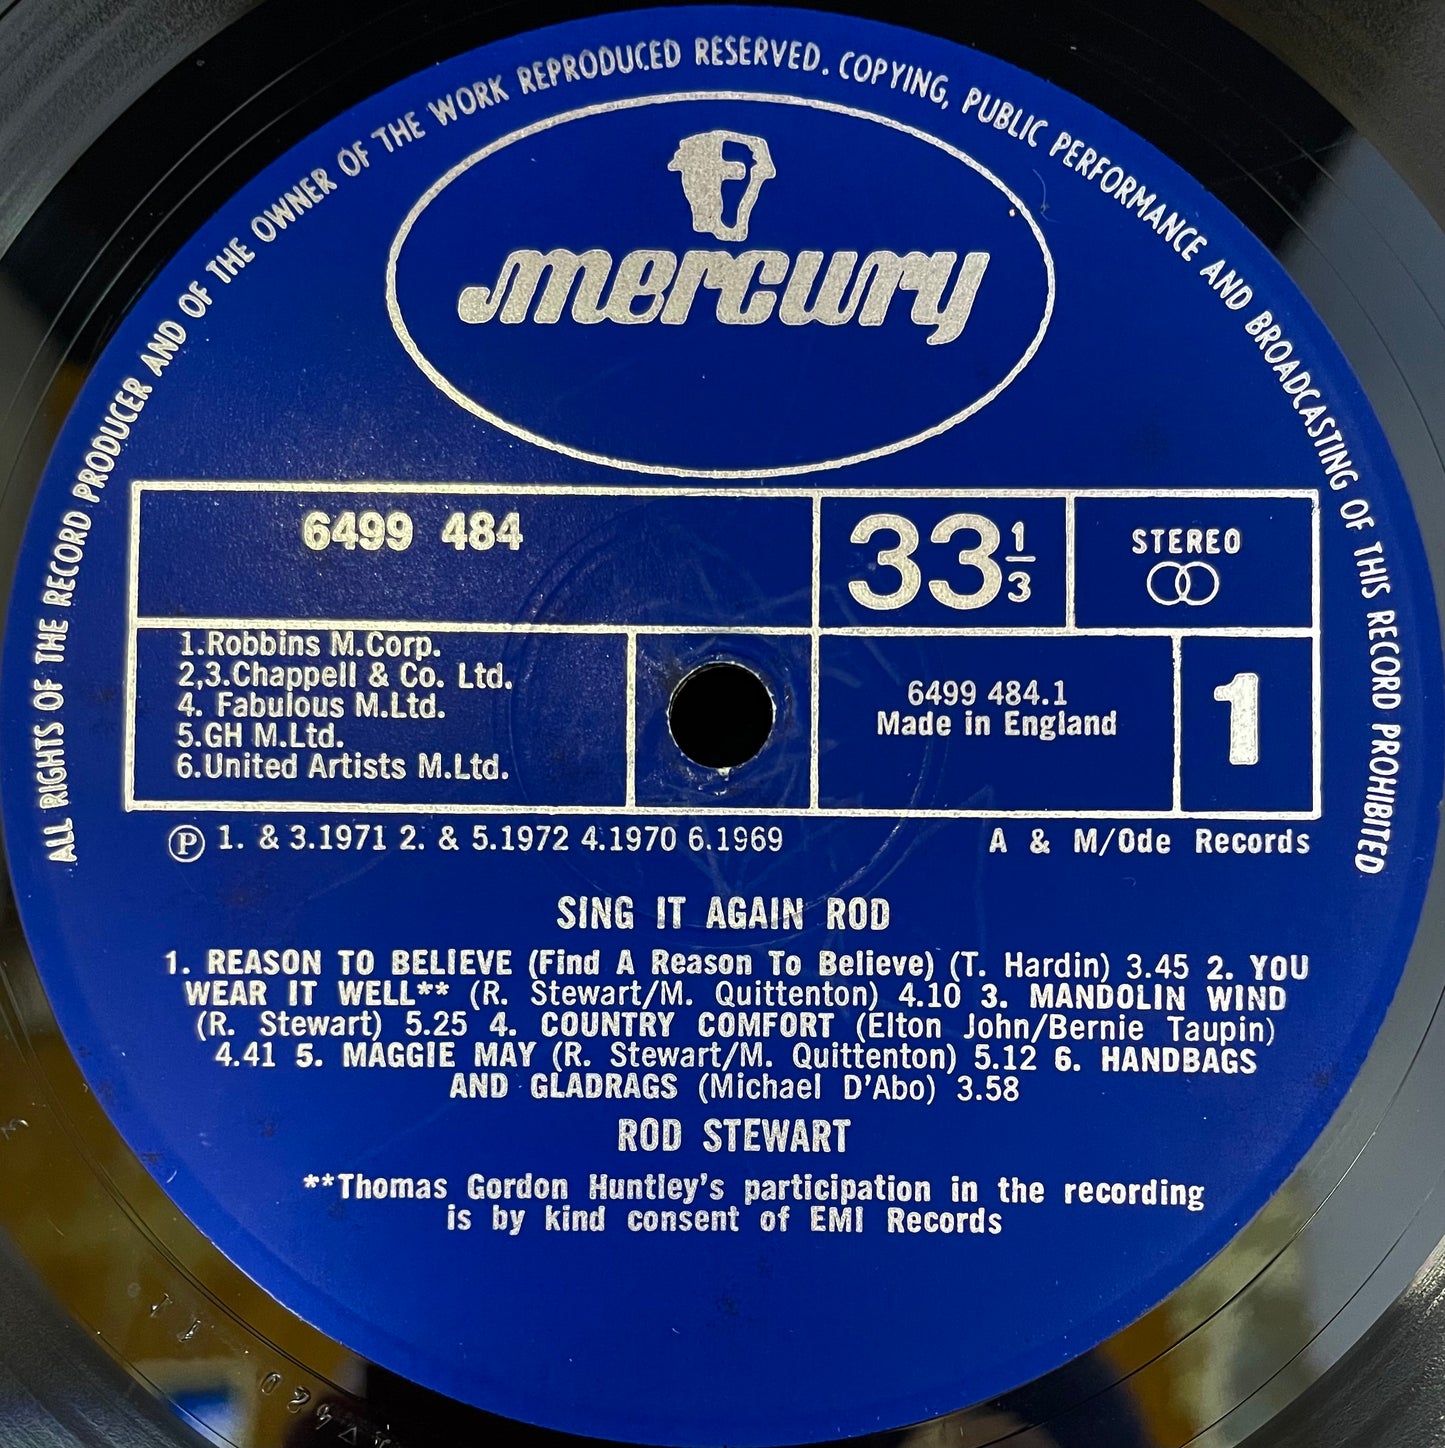 ALL RIGHTS OF THE RECORD PRODUCER AND OF THE OWNER OF THE WORK REPRODUCED RESERVED. COPYING, PUBLIC PERFORMANCE AND BROADCASTING OF THIS RECORD PROHIBITED
mercury
6499 484
33 1/3
STEREO
1.Robbins M.Corp.
2,3.Chappell & Co. Ltd.
4. Fabulous M.Ltd.
5.GH M.Ltd.
6.United Artists M.Ltd.
6499 484.1
Made in England
1
Ⓟ 1. & 3.1971 2. & 5.1972 4.1970 6.1969
A & M/Ode Records
SING IT AGAIN ROD
1. REASON TO BELIEVE (Find A Reason To Believe) (T. Hardin) 3.45 2. YOU
WEAR IT WELL** (R. Stewart/M. Quittenton) 4.10 3. MANDOLIN WIND
(R. Stewart) 5.25 4. COUNTRY COMFORT (Elton John/Bernie Taupin)
4.41 5. MAGGIE MAY (R. Stewart/M. Quittenton) 5.12 6. HANDBAGS
AND GLADRAGS (Michael D'Abo) 3.58
ROD STEWART
**Thomas Gordon Huntley's participation in the recording
is by kind consent of EMI Records